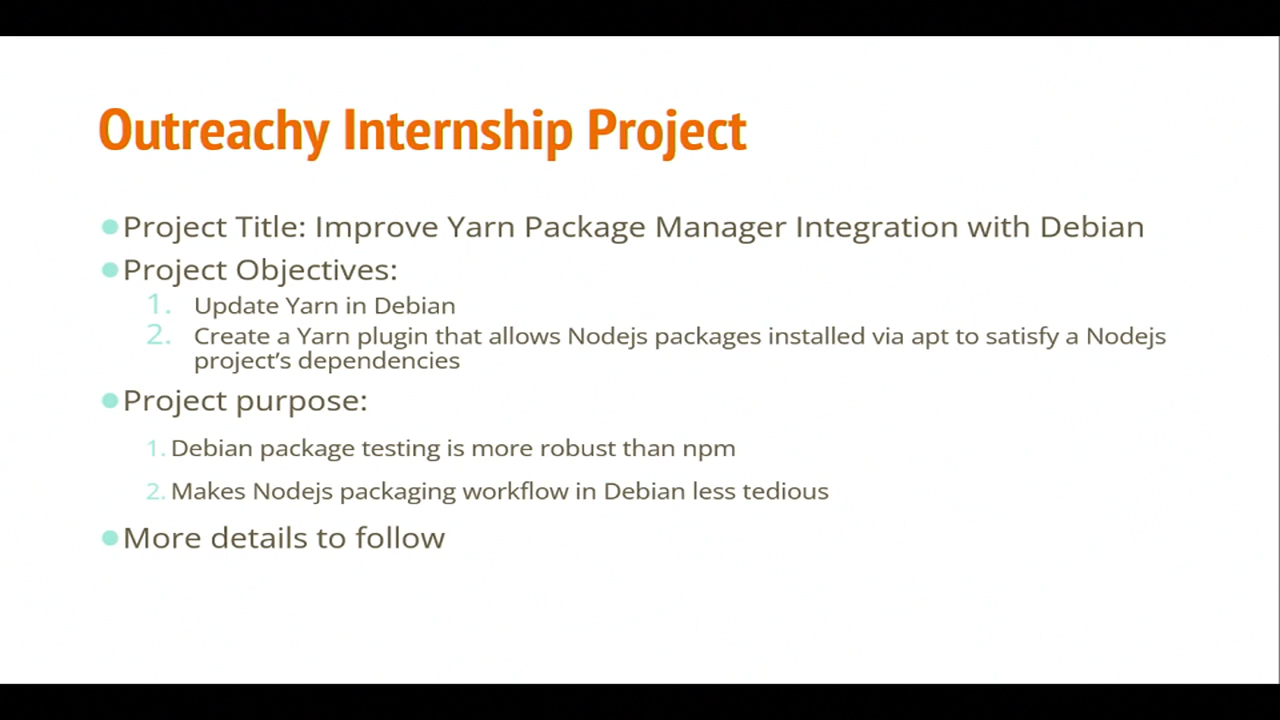 Outreachy Internship Project
Project Title: Improve Yarn Package Manager Integration with Debian
Project Objectives:
1. Update Yarn in Debian
2. Create a Yarn plugin that allows Nodejs packages installed via apt to satisfy a Nodejs
project's dependencies
Project purpose:
1. Debian package testing is more robust than npm
2. Makes Nodejs packaging workflow in Debian less tedious
More details to follow